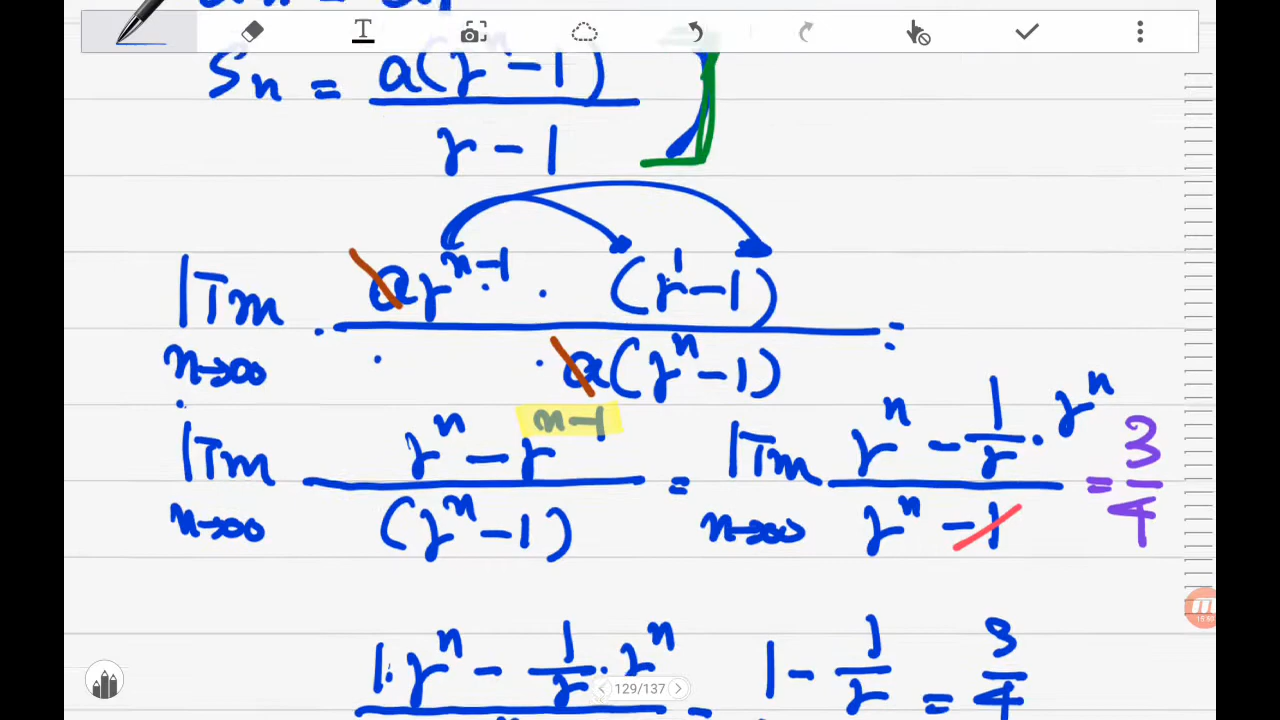 Sn = a(r^n - 1) / r - 1
lim n→∞ ar^(n-1) · (r^1 - 1) / a(r^n - 1) =
lim n→∞ r^n - r^(n-1) / (r^n - 1) = lim n→∞ r^n - 1/r · r^n / r^n - 1 = 3/4
1·r^n - 1/r · r^n 1 - 1/r = 3/4
129/137